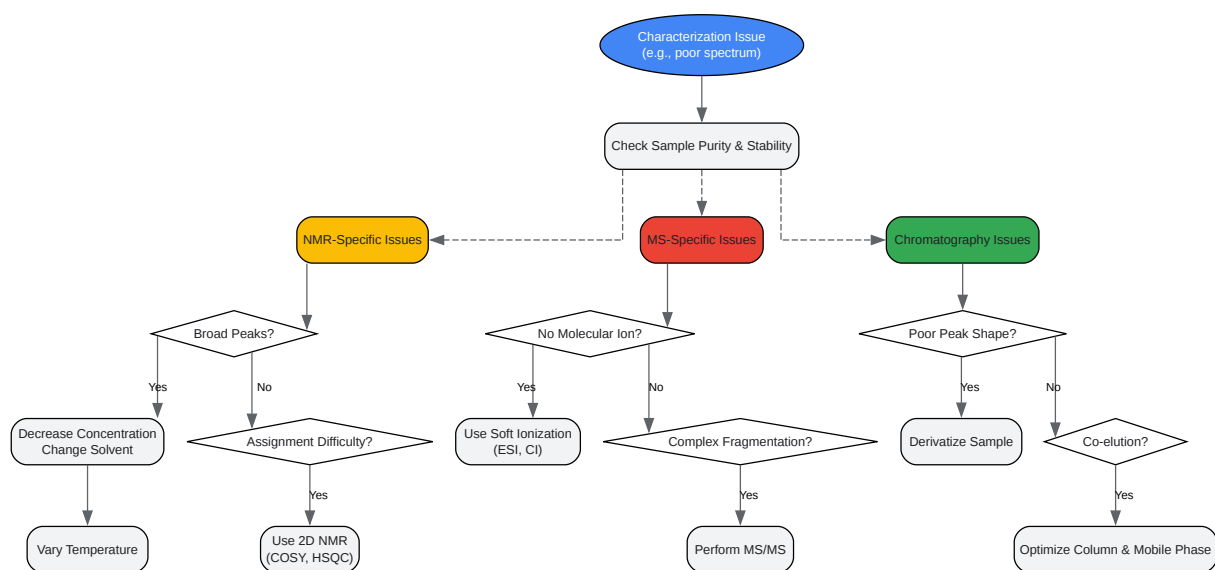 Characterization Issue
(e.g., poor spectrum)
Check Sample Purity & Stability
NMR-Specific Issues
MS-Specific Issues
Chromatography Issues
Broad Peaks?
No Molecular Ion?
Poor Peak Shape?
Yes
No
Yes
No
Yes
No
Decrease Concentration
Change Solvent
Assignment Difficulty?
Use Soft Ionization
(ESI, CI)
Complex Fragmentation?
Derivatize Sample
Co-elution?
Yes
Yes
Yes
Vary Temperature
Use 2D NMR
(COSY, HSQC)
Perform MS/MS
Optimize Column & Mobile Phase